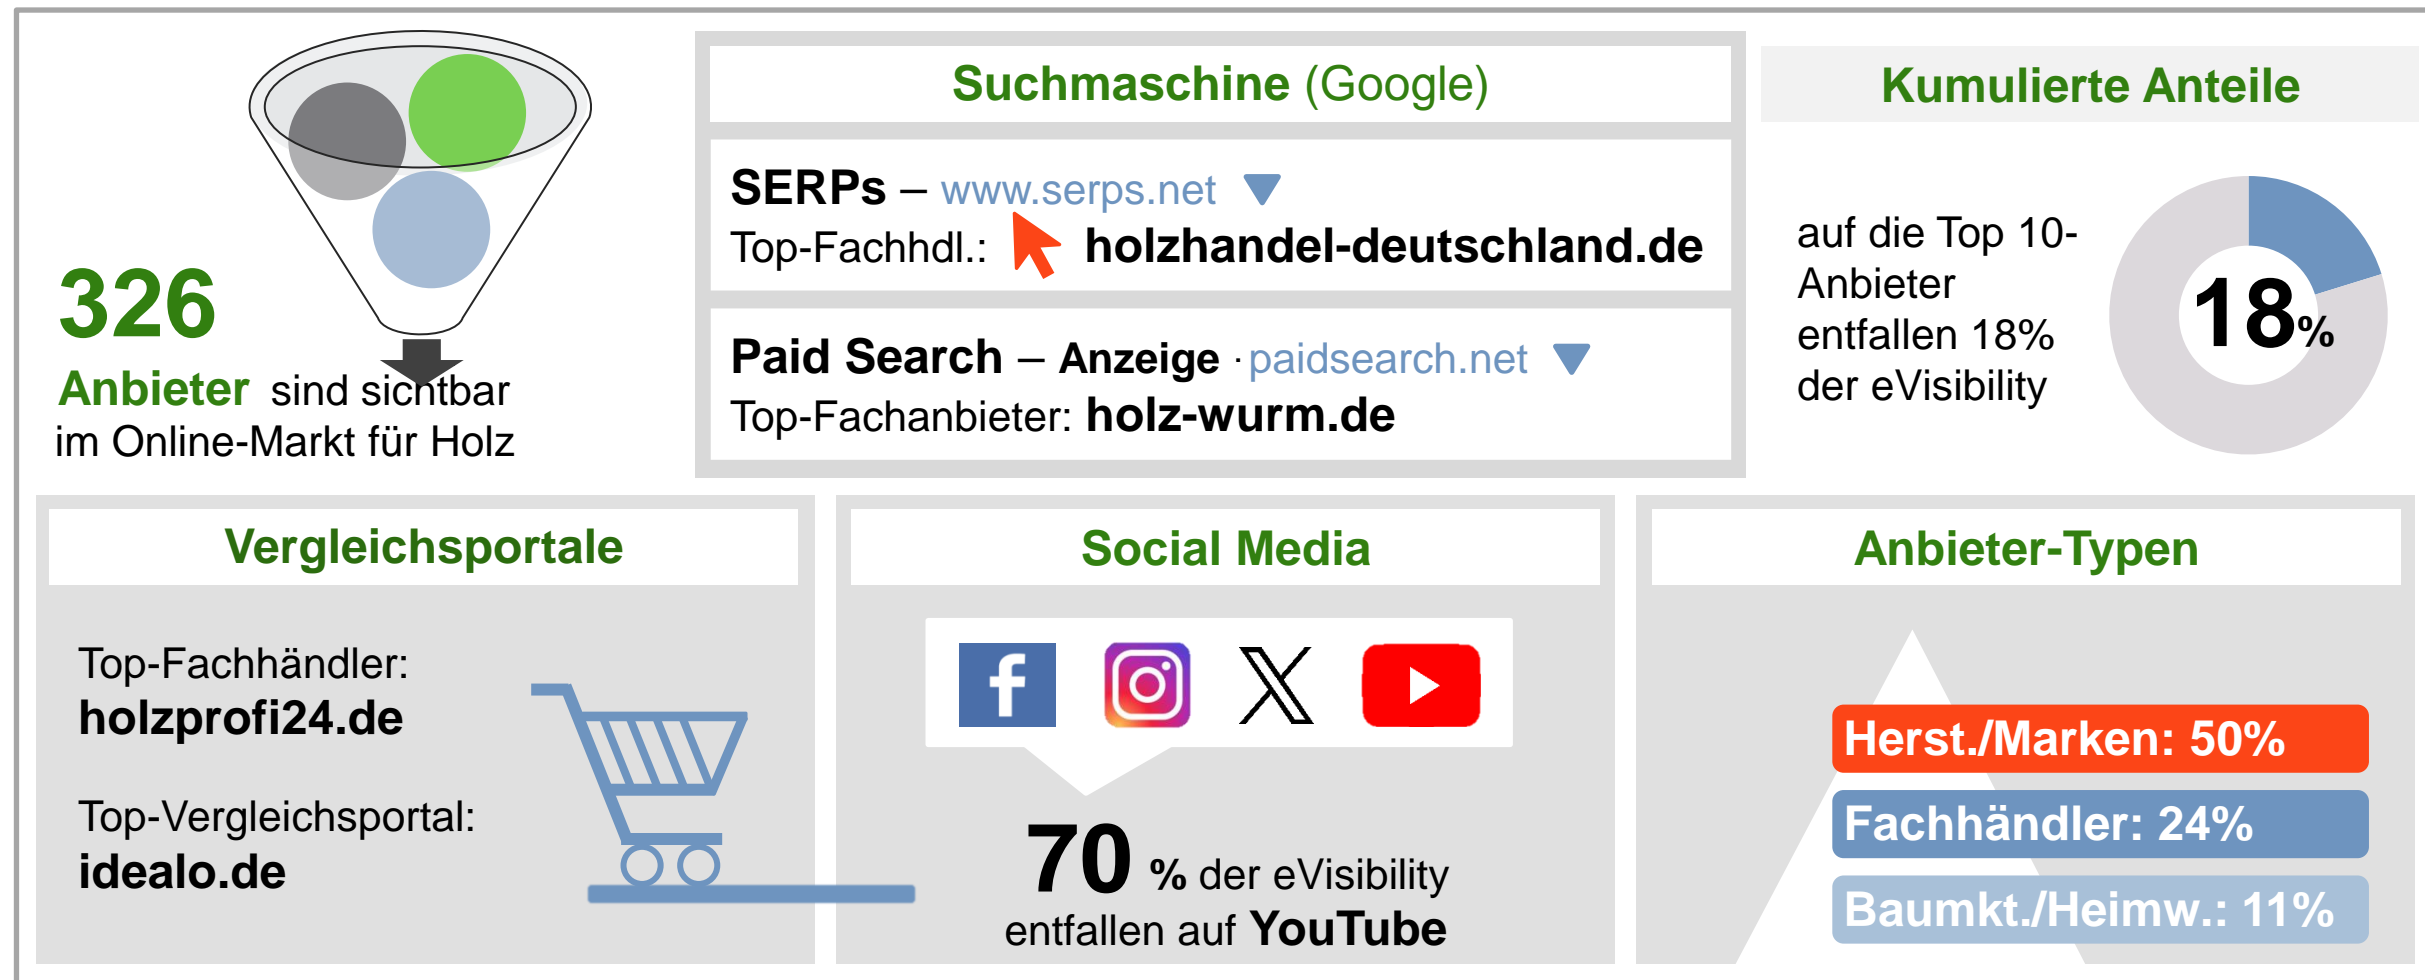 326
Anbieter sind sichtbar
im Online-Markt für Holz
Suchmaschine (Google)
SERPs – www.serps.net
Top-Fachhdl.: holzhandel-deutschland.de
Paid Search – Anzeige · paidsearch.net
Top-Fachanbieter: holz-wurm.de
Kumulierte Anteile
auf die Top 10-
Anbieter
entfallen 18%
der eVisibility
18%
Vergleichsportale
Top-Fachhändler:
holzprofi24.de
Top-Vergleichsportal:
idealo.de
Social Media
70 % der eVisibility
entfallen auf YouTube
Anbieter-Typen
Herst./Marken: 50%
Fachhändler: 24%
Baumkt./Heimw.: 11%